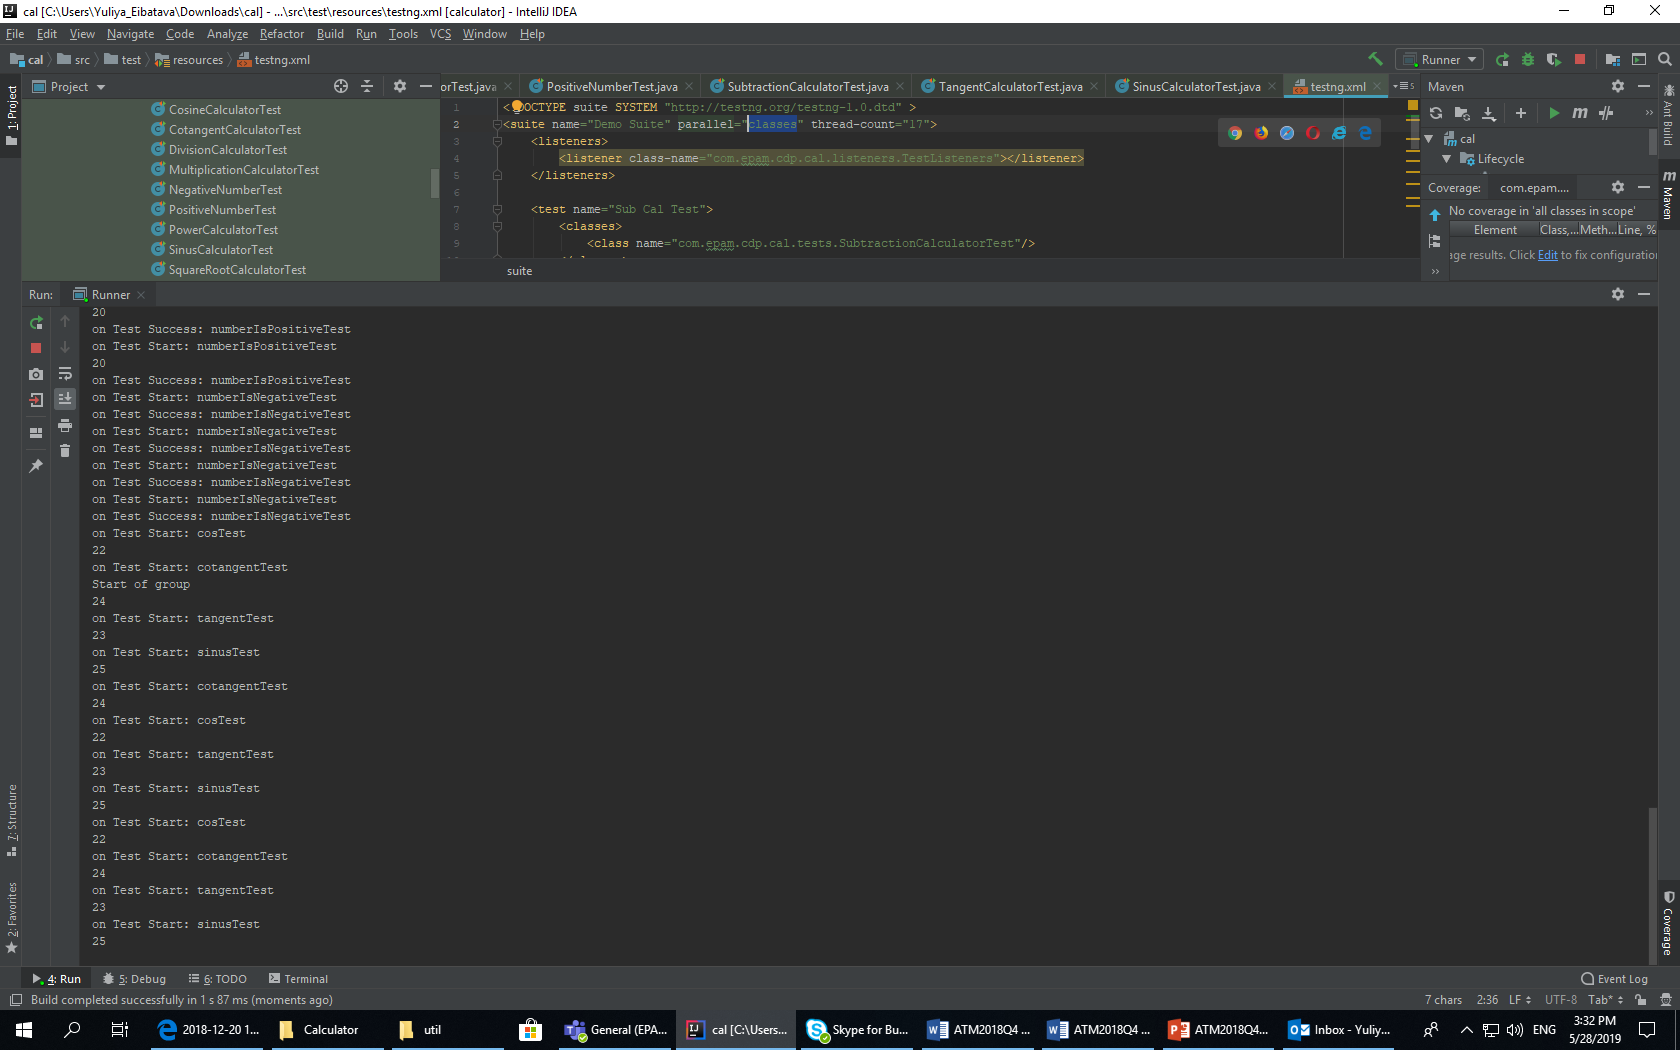 cal [C:\Users\Yuliya_Eibatava\Downloads\cal] - ...\src\test\resources\testng.xml [calculator] - IntelliJ IDEA
File Edit View Navigate Code Analyze Refactor Build Run Tools VCS Window Help
cal src test resources testng.xml Runner
1: Project
Project
CosineCalculatorTest
CotangentCalculatorTest
DivisionCalculatorTest
MultiplicationCalculatorTest
NegativeNumberTest
PositiveNumberTest
PowerCalculatorTest
SinusCalculatorTest
SquareRootCalculatorTest
orTest.java PositiveNumberTest.java SubtractionCalculatorTest.java TangentCalculatorTest.java SinusCalculatorTest.java testng.xml 5
1 <!DOCTYPE suite SYSTEM "http://testng.org/testng-1.0.dtd" >
2 <suite name="Demo Suite" parallel="classes" thread-count="17">
3 <listeners>
4 <listener class-name="com.epam.cdp.cal.listeners.TestListeners"></listener>
5 </listeners>
6
7 <test name="Sub Cal Test">
8 <classes>
9 <class name="com.epam.cdp.cal.tests.SubtractionCalculatorTest"/>
suite
Maven
cal
Lifecycle
Coverage: com.epam....
No coverage in 'all classes in scope'
Element Class,... Meth... Line, %
age results. Click Edit to fix configuration
Ant Build
Maven
Coverage
Run: Runner
20
on Test Success: numberIsPositiveTest
on Test Start: numberIsPositiveTest
20
on Test Success: numberIsPositiveTest
on Test Start: numberIsNegativeTest
on Test Success: numberIsNegativeTest
on Test Start: numberIsNegativeTest
on Test Success: numberIsNegativeTest
on Test Start: numberIsNegativeTest
on Test Success: numberIsNegativeTest
on Test Start: numberIsNegativeTest
on Test Success: numberIsNegativeTest
on Test Start: cosTest
22
on Test Start: cotangentTest
Start of group
24
on Test Start: tangentTest
23
on Test Start: sinusTest
25
on Test Start: cotangentTest
24
on Test Start: cosTest
22
on Test Start: tangentTest
23
on Test Start: sinusTest
25
on Test Start: cosTest
22
on Test Start: cotangentTest
24
on Test Start: tangentTest
23
on Test Start: sinusTest
25
7: Structure
2: Favorites
4: Run 5: Debug 6: TODO Terminal Event Log
Build completed successfully in 1 s 87 ms (moments ago) 7 chars 2:36 LF UTF-8 Tab*
2018-12-20 1... Calculator util General (EPA... cal [C:\Users... Skype for Bu... ATM2018Q4 ... ATM2018Q4 ... ATM2018Q4... Inbox - Yuliy... ENG
3:32 PM
5/28/2019